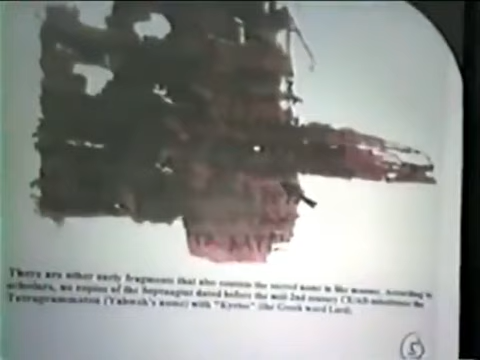 There are other early fragments that also contain the sacred name in like manner. According to
scholars, no copies of the Septuagint dated before the mid 2nd century CE/AD substitutes the
Tetragrammaton (Yahweh's name) with "Kyrios" (the Greek word Lord).
5